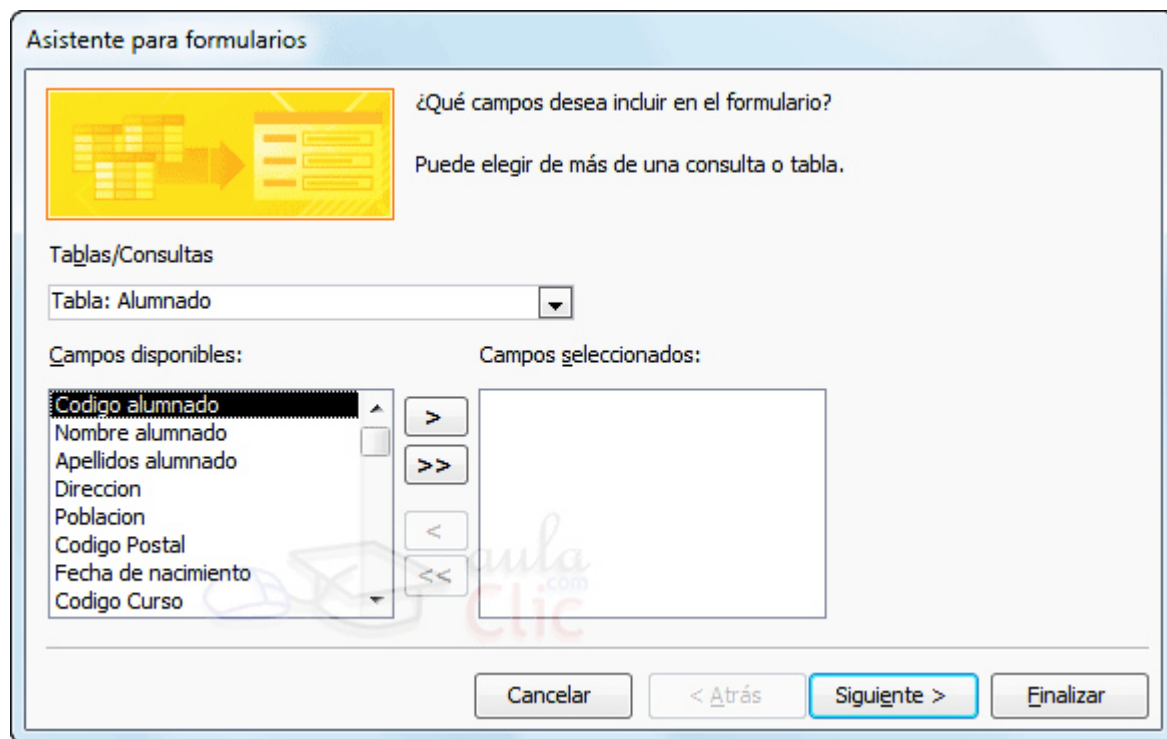 Asistente para formularios
¿Qué campos desea incluir en el formulario?
Puede elegir de más de una consulta o tabla.
Tablas/Consultas
Tabla: Alumnado
Campos disponibles:
Campos seleccionados:
Codigo alumnado
Nombre alumnado
Apellidos alumnado
Direccion
Poblacion
Codigo Postal
Fecha de nacimiento
Codigo Curso
>
>>
<
<<
aula
.com
Clic
Cancelar
< Atrás
Siguiente >
Finalizar